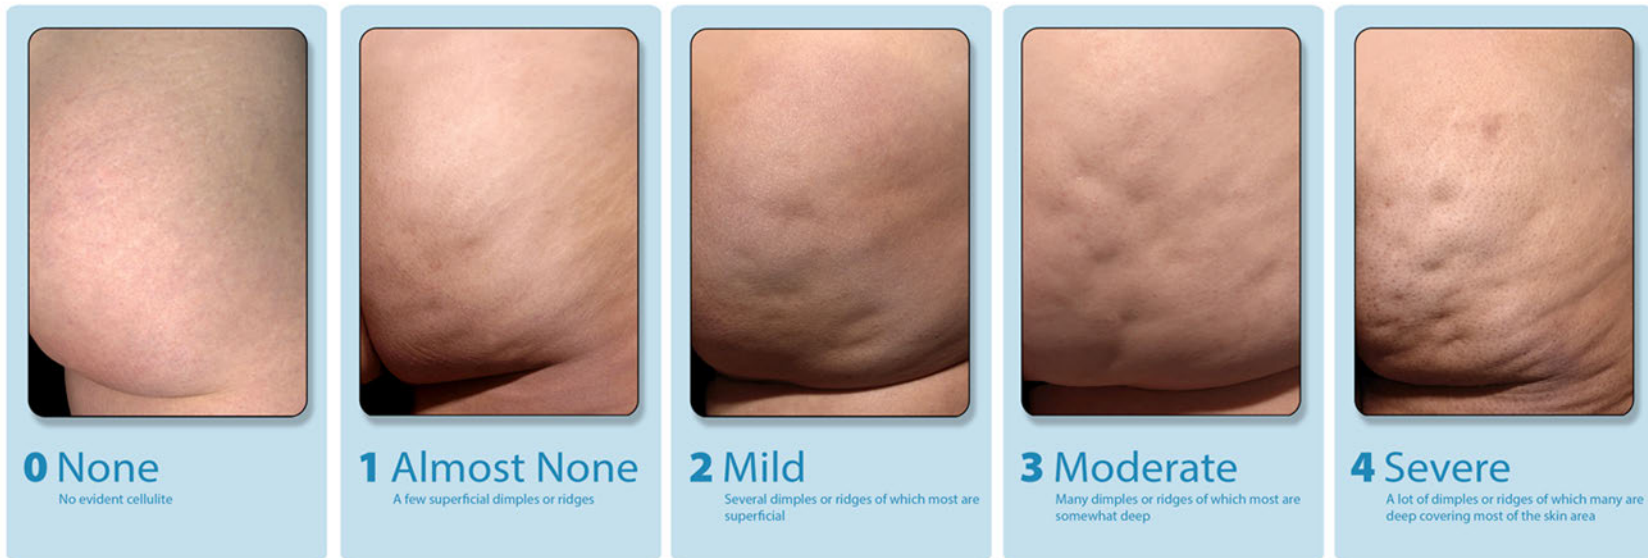 0 None
No evident cellulite
1 Almost None
A few superficial dimples or ridges
2 Mild
Several dimples or ridges of which most are
superficial
3 Moderate
Many dimples or ridges of which most are
somewhat deep
4 Severe
A lot of dimples or ridges of which many are
deep covering most of the skin area